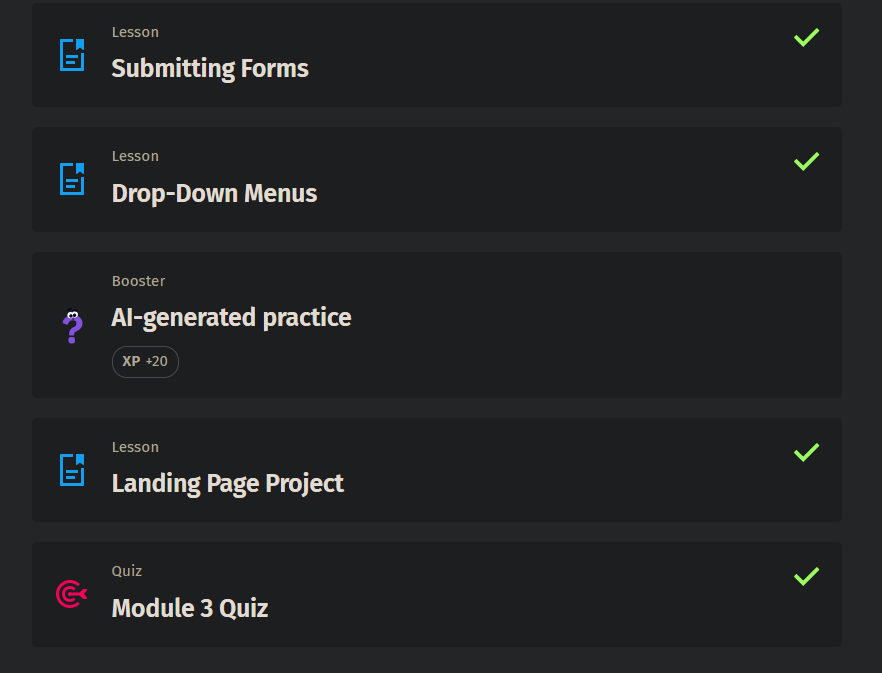 Lesson
Submitting Forms
Lesson
Drop-Down Menus
Booster
AI-generated practice
XP +20
Lesson
Landing Page Project
Quiz
Module 3 Quiz